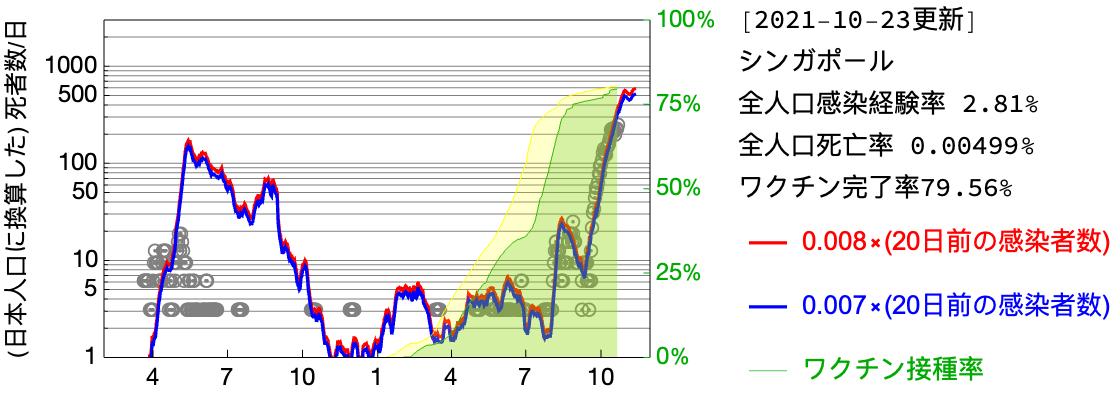 (日本人口に換算した) 死者数/日
1000
500
100
50
10
5
1
4
7
10
1
4
7
10
100%
75%
50%
25%
0%
[2021-10-23更新]
シンガポール
全人口感染経験率 2.81%
全人口死亡率 0.00499%
ワクチン完了率79.56%
0.008×(20日前の感染者数)
0.007×(20日前の感染者数)
ワクチン接種率